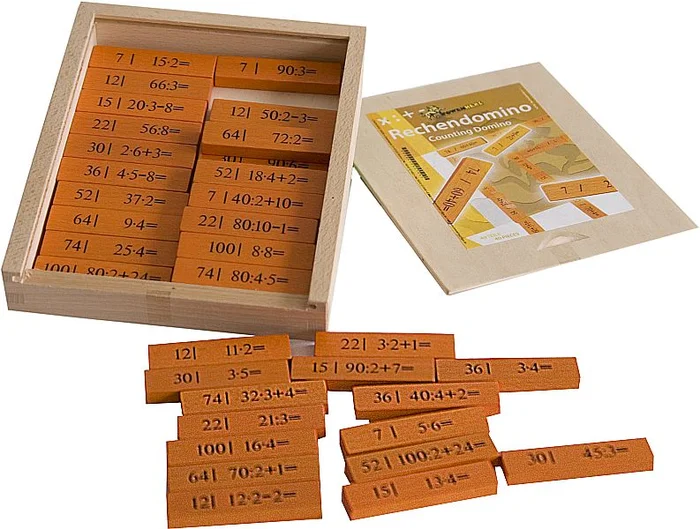 7 | 15·2=
12 | 66:3=
15 | 20·3-8=
22 | 56:8=
30 | 2·6+3=
36 | 4·5-8=
52 | 37·2=
64 | 9·4=
74 | 25·4=
100 | 80:2+24=
7 | 90:3=
12 | 50:2-3=
64 | 72:2=
52 | 18·4+2=
7 | 40:2+10=
22 | 80:10-1=
100 | 8·8=
74 | 80:4·5=
x : + -
Rechendomino
Counting Domino
74 / 60+40=
7 / 2
12 | 11·2=
22 | 3·2+1=
30 | 3·5=
15 | 90:2+7=
36 | 3·4=
74 | 32·3+4=
36 | 40:4+2=
22 | 21:3=
7 | 5·6=
100 | 16·4=
52 | 100:2+24=
30 | 45:3=
64 | 70:2+1=
15 | 13·4=
12 | 12·2-2=